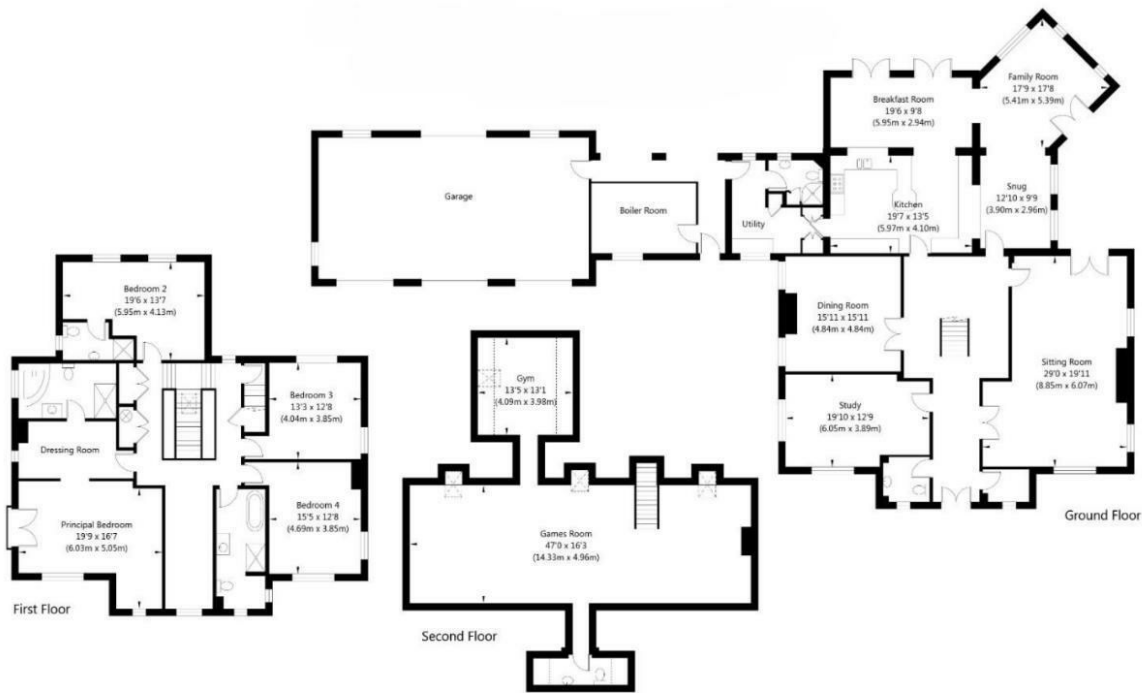 Family Room
17'9 x 17'8
(5.41m x 5.39m)
Breakfast Room
19'6 x 9'8
(5.95m x 2.94m)
Garage
Boiler Room
Utility
Kitchen
19'7 x 13'5
(5.97m x 4.10m)
Snug
12'10 x 9'9
(3.90m x 2.96m)
Dining Room
15'11 x 15'11
(4.84m x 4.84m)
Sitting Room
29'0 x 19'11
(8.85m x 6.07m)
Study
19'10 x 12'9
(6.05m x 3.89m)
Ground Floor
Bedroom 2
19'6 x 13'7
(5.95m x 4.13m)
Bedroom 3
13'3 x 12'8
(4.04m x 3.85m)
Dressing Room
Principal Bedroom
19'9 x 16'7
(6.03m x 5.05m)
Bedroom 4
15'5 x 12'8
(4.69m x 3.85m)
First Floor
Gym
13'5 x 13'1
(4.09m x 3.98m)
Games Room
47'0 x 16'3
(14.33m x 4.96m)
Second Floor